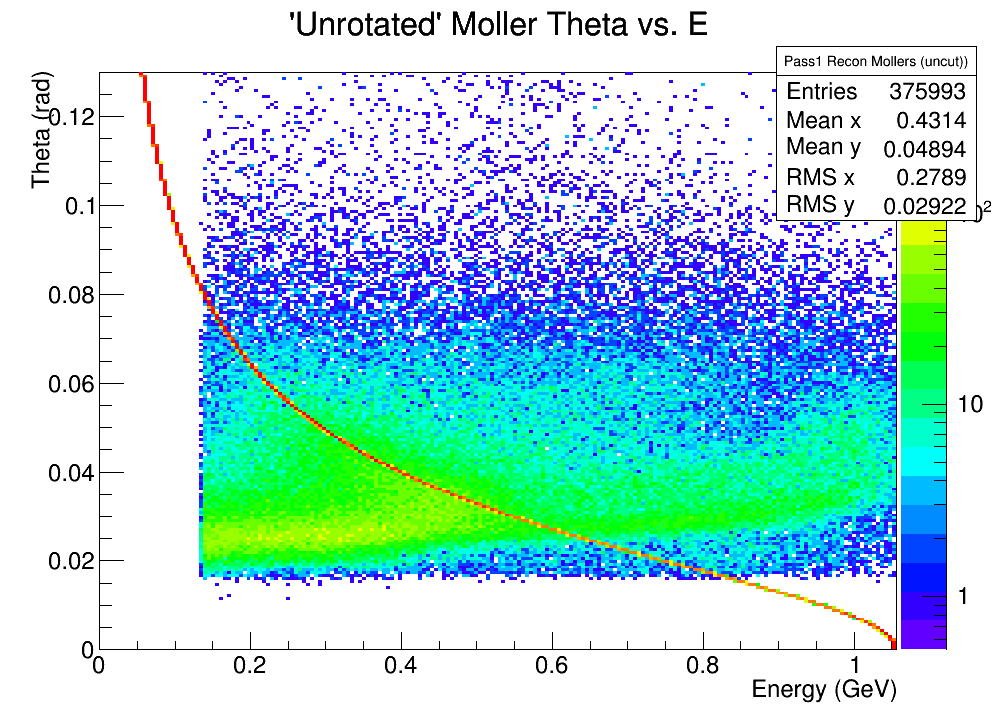 'Unrotated' Moller Theta vs. E
Pass1 Recon Mollers (uncut))
Entries 375993
Mean x 0.4314
Mean y 0.04894
RMS x 0.2789
RMS y 0.02922
Theta (rad)
0.12
0.1
0.08
0.06
0.04
0.02
0
10
1
0 0.2 0.4 0.6 0.8 1
Energy (GeV)